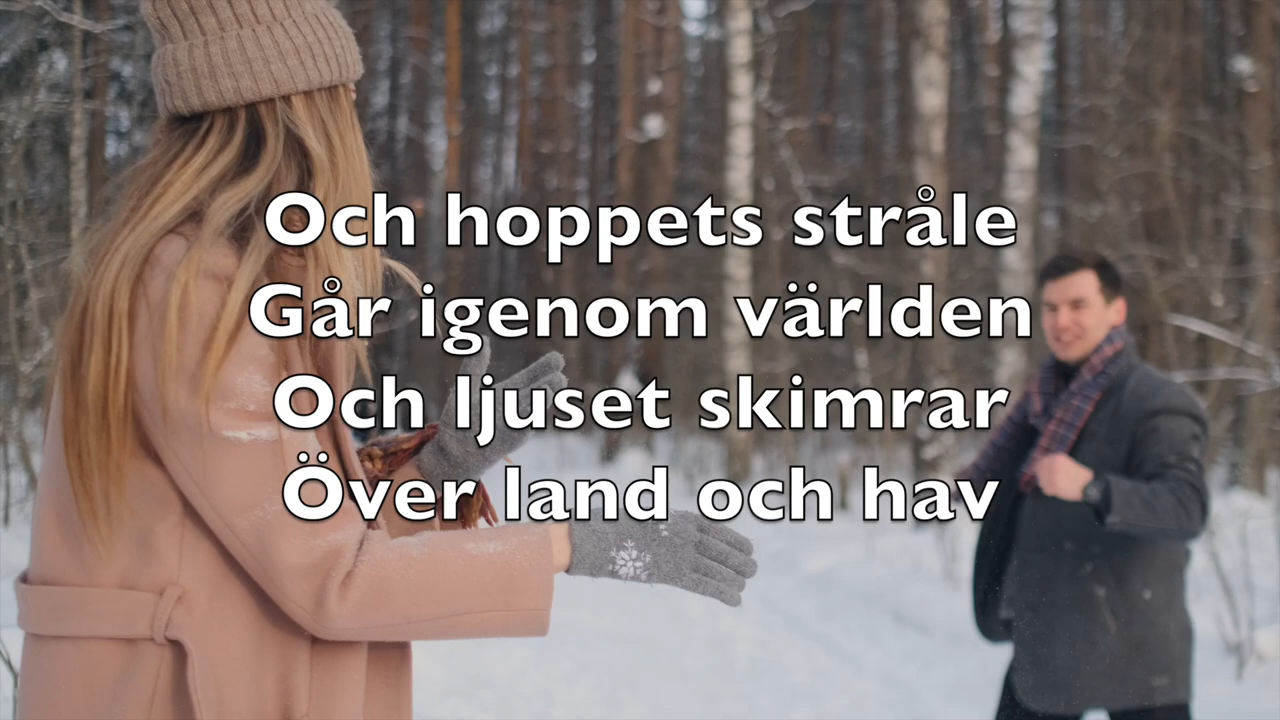 Och hoppets stråle
Går igenom världen
Och ljuset skimrar
Över land och hav